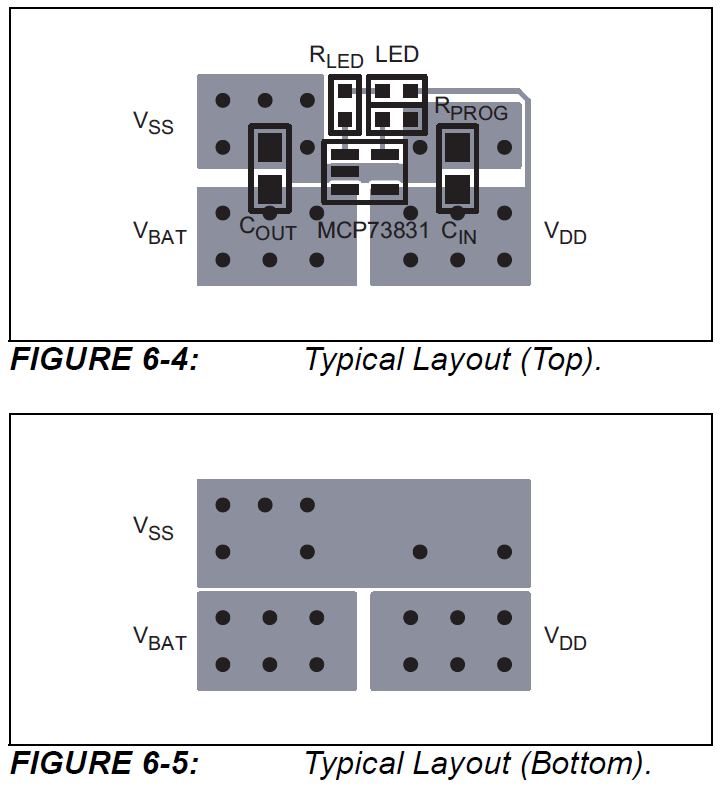 RLED LED
RPROG
VSS
COUT MCP73831 CIN
VBAT VDD
FIGURE 6-4: Typical Layout (Top).
VSS
VBAT VDD
FIGURE 6-5: Typical Layout (Bottom).